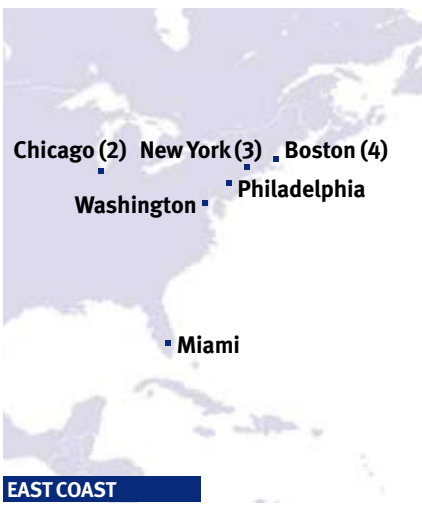 Chicago (2) New York (3) Boston (4)
Philadelphia
Washington
Miami
EAST COAST